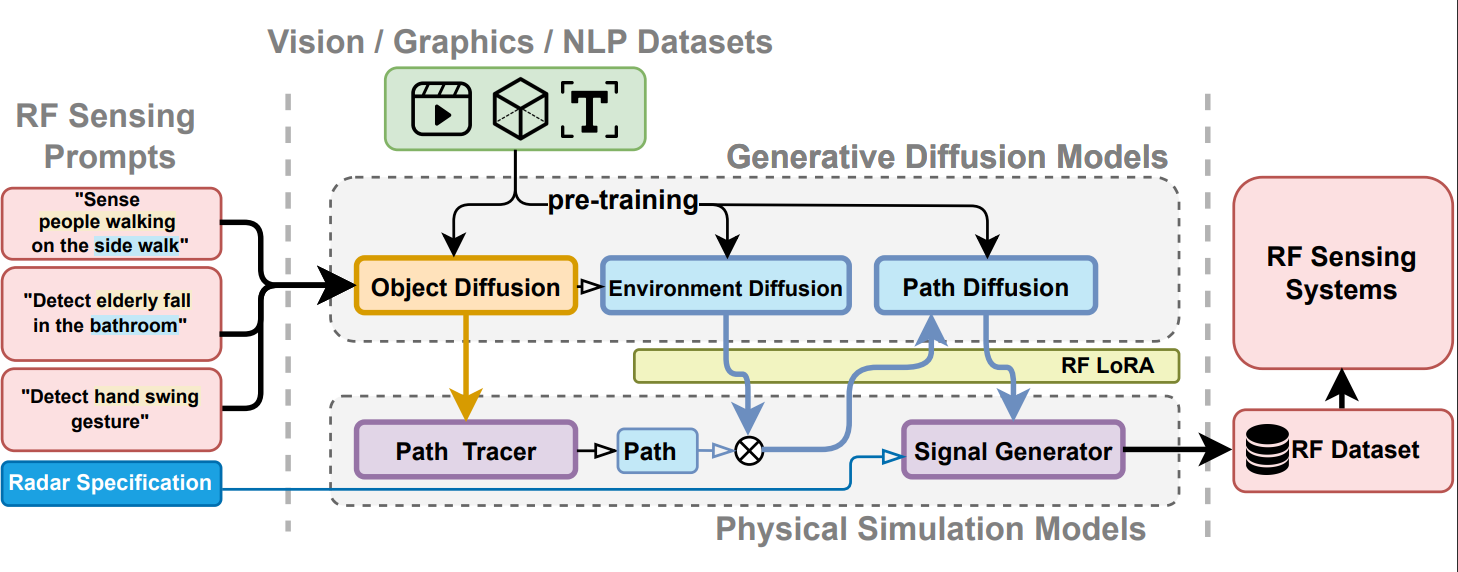 Vision / Graphics / NLP Datasets
T
RF Sensing
Prompts
"Sense
people walking
on the side walk"
"Detect elderly fall
in the bathroom"
"Detect hand swing
gesture"
Radar Specification
Generative Diffusion Models
pre-training
Object Diffusion
Environment Diffusion
Path Diffusion
RF LoRA
Path Tracer
Path
Signal Generator
Physical Simulation Models
RF Sensing
Systems
RF Dataset